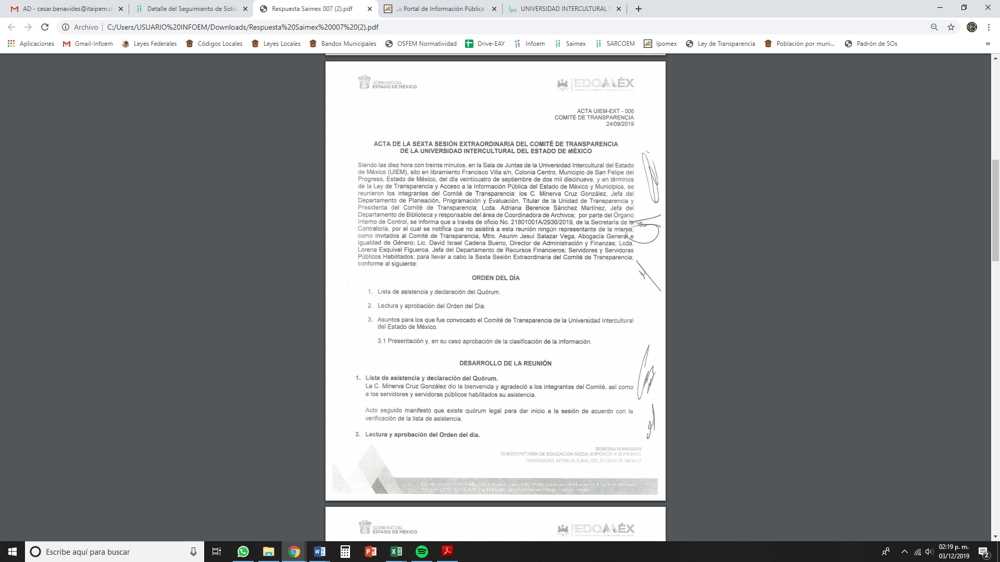 AD - cesar.benavides@itaipem.or
Detalle del Seguimiento de Solici
Respuesta Saimex 007 (2).pdf
..:: Portal de Información Pública
UNIVERSIDAD INTERCULTURAL D
Archivo
C:/Users/USUARIO%20INFOEM/Downloads/Respuesta%20Saimex%20007%20(2).pdf
Aplicaciones Gmail-Infoem Leyes Federales Códigos Locales Leyes Locales Bandos Municipales OSFEM Normatividad Drive-EAY Infoem Saimex SARCOEM Ipomex Ley de Transparencia Población por muni... Padrón de SOs »
GOBIERNO DEL
ESTADO DE MÉXICO
EDOMÉX
ACTA UIEM-EXT - 006
COMITÉ DE TRANSPARENCIA
24/09/2019
ACTA DE LA SEXTA SESIÓN EXTRAORDINARIA DEL COMITÉ DE TRANSPARENCIA
DE LA UNIVERSIDAD INTERCULTURAL DEL ESTADO DE MÉXICO
Siendo las diez hora con treinta minutos, en la Sala de Juntas de la Universidad Intercultural del Estado
de México (UIEM), sito en libramiento Francisco Villa s/n, Colonia Centro, Municipio de San Felipe del
Progreso, Estado de México, del día veinticuatro de septiembre de dos mil diecinueve, y en términos
de la Ley de Transparencia y Acceso a la Información Pública del Estado de México y Municipios, se
reunieron los integrantes del Comité de Transparencia: los C. Minerva Cruz González, Jefa del
Departamento de Planeación, Programación y Evaluación, Titular de la Unidad de Transparencia y
Presidenta del Comité de Transparencia; Lcda. Adriana Berenice Sánchez Martínez, Jefa del
Departamento de Biblioteca y responsable del área de Coordinadora de Archivos; por parte del Órgano
Interno de Control, se informa que a través de oficio No. 21801001A/2936/2019, de la Secretaría de la
Contraloría, por el cual se notifica que no asistirá a esta reunión ningún representante de la misma;
como invitados al Comité de Transparencia, Mtro. Asurim Jesuí Salazar Vega, Abogacía General e
Igualdad de Género; Lic. David Israel Cadena Bueno, Director de Administración y Finanzas; Lcda.
Lorena Esquivel Figueroa, Jefa del Departamento de Recursos Financieros; Servidores y Servidoras
Públicos Habilitados; para llevar a cabo la Sexta Sesión Extraordinaria del Comité de Transparencia;
conforme al siguiente:
ORDEN DEL DÍA
1. Lista de asistencia y declaración del Quórum.
2. Lectura y aprobación del Orden del Día.
3. Asuntos para los que fue convocado el Comité de Transparencia de la Universidad Intercultural
del Estado de México.
3.1 Presentación y, en su caso aprobación de la clasificación de la información.
DESARROLLO DE LA REUNIÓN
1. Lista de asistencia y declaración del Quórum.
La C. Minerva Cruz González dio la bienvenida y agradeció a los integrantes del Comité, así como
a los servidores y servidoras públicos habilitados su asistencia.
Acto seguido manifestó que existe quórum legal para dar inicio a la sesión de acuerdo con la
verificación de la lista de asistencia.
2. Lectura y aprobación del Orden del día.
SECRETARÍA DE EDUCACIÓN
SUBSECRETARÍA DE EDUCACIÓN MEDIA SUPERIOR Y SUPERIOR
UNIVERSIDAD INTERCULTURAL DEL ESTADO DE MÉXICO
Libramiento Francisco Villa S/N, Colonia Centro, C.P. 50640, San Felipe del Progreso, Estado de México.
GOBIERNO DEL
ESTADO DE MÉXICO
EDOMÉX
Escribe aquí para buscar
02:19 p. m.
03/12/2019
2